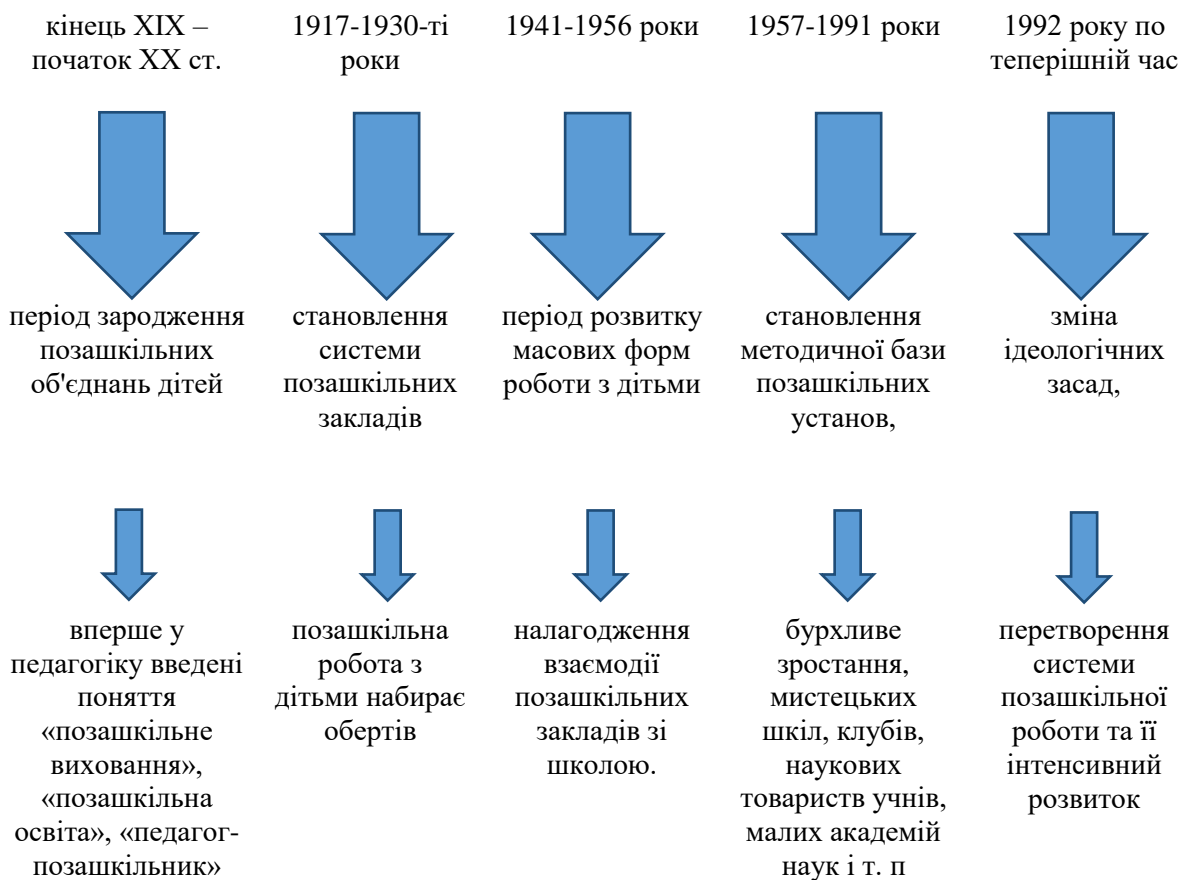 кінець XIX –
початок XX ст.
1917-1930-ті
роки
1941-1956 роки
1957-1991 роки
1992 року по
теперішній час
період зародження
позашкільних
об'єднань дітей
становлення
системи
позашкільних
закладів
період розвитку
масових форм
роботи з дітьми
становлення
методичної бази
позашкільних
установ,
зміна
ідеологічних
засад,
вперше у
педагогіку введені
поняття
«позашкільне
виховання»,
«позашкільна
освіта», «педагог-
позашкільник»
позашкільна
робота з
дітьми набирає
обертів
налагодження
взаємодії
позашкільних
закладів зі
школою.
бурхливе
зростання,
мистецьких
шкіл, клубів,
наукових
товариств учнів,
малих академій
наук і т. п
перетворення
системи
позашкільної
роботи та її
інтенсивний
розвиток